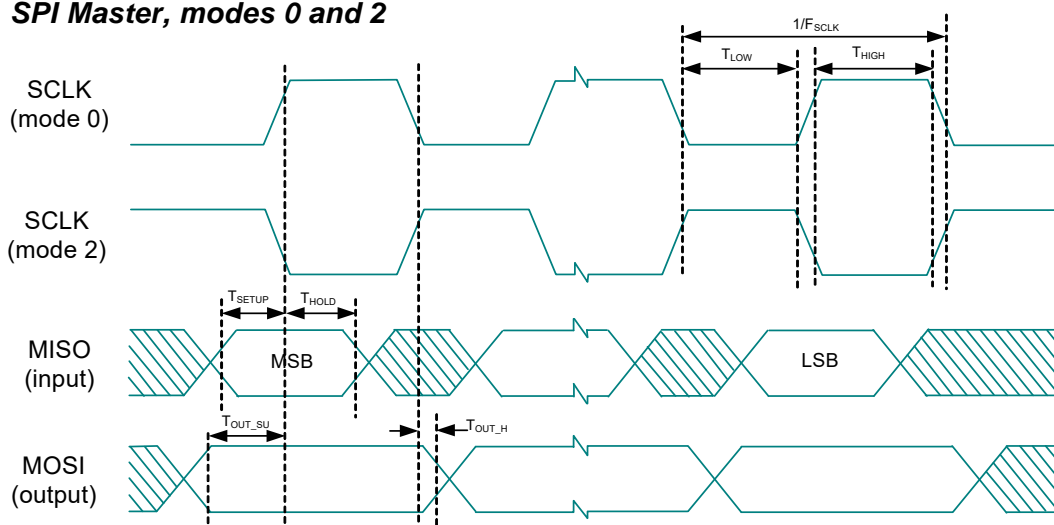 SPI Master, modes 0 and 2
1/FSCLK
TLOW
THIGH
SCLK
(mode 0)
SCLK
(mode 2)
TSETUP
THOLD
MISO
(input)
MSB
LSB
TOUT_SU
TOUT_H
MOSI
(output)